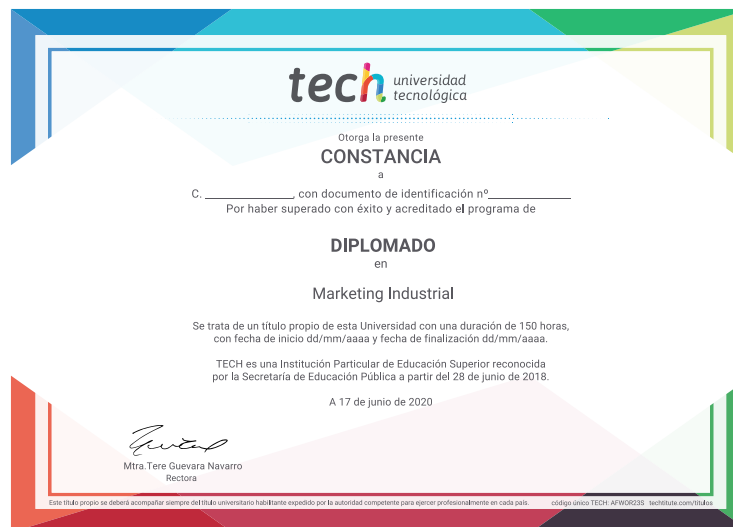 tech universidad
tecnológica
Otorga la presente
CONSTANCIA
a
C. ______________, con documento de identificación nº______________
Por haber superado con éxito y acreditado el programa de
DIPLOMADO
en
Marketing Industrial
Se trata de un título propio de esta Universidad con una duración de 150 horas,
con fecha de inicio dd/mm/aaaa y fecha de finalización dd/mm/aaaa.
TECH es una Institución Particular de Educación Superior reconocida
por la Secretaría de Educación Pública a partir del 28 de junio de 2018.
A 17 de junio de 2020
Mtra.Tere Guevara Navarro
Rectora
Este título propio se deberá acompañar siempre del título universitario habilitante expedido por la autoridad competente para ejercer profesionalmente en cada país. código único TECH: AFWOR23S techtitute.com/títulos